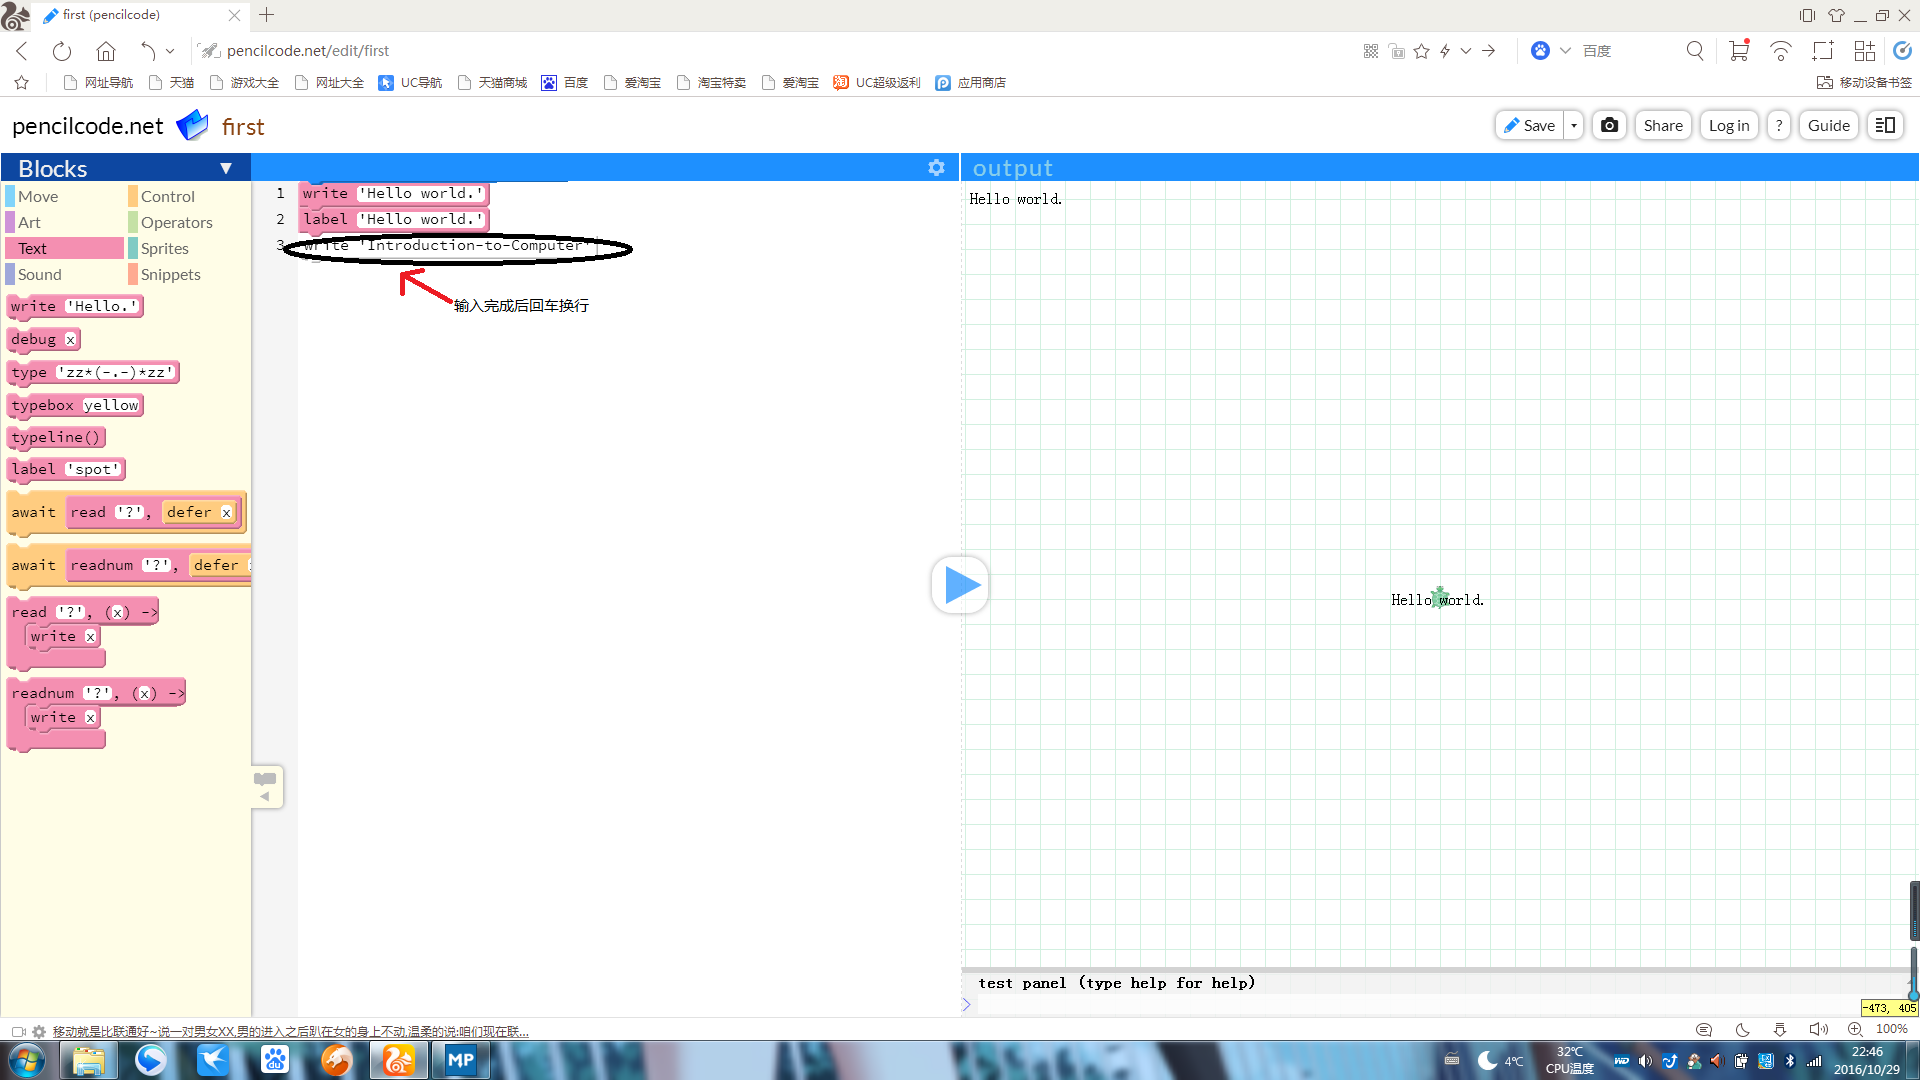 first (pencilcode)
pencilcode.net/edit/first
百度
网址导航 天猫 游戏大全 网址大全 UC导航 天猫商城 百度 爱淘宝 淘宝特卖 爱淘宝 UC超级返利 应用商店 移动设备书签
pencilcode.net first
Save Share Log in ? Guide
Blocks
output
Move Control
Art Operators
Text Sprites
Sound Snippets
write 'Hello.'
debug x
type 'zz*(-.-)*zz'
typebox yellow
typeline()
label 'spot'
await read '?', defer x
await readnum '?', defer
read '?', (x) ->
write x
readnum '?', (x) ->
write x
1 write 'Hello world.'
2 label 'Hello world.'
3 write 'Introduction-to-Computer'
输入完成后回车换行
Hello world.
Hello world.
test panel (type help for help)
>
-473, 405
移动就是比联通好~说一对男女XX,男的进入之后趴在女的身上不动,温柔的说:咱们现在联...
100%
du
MP
4℃
32℃
CPU温度
22:46
2016/10/29